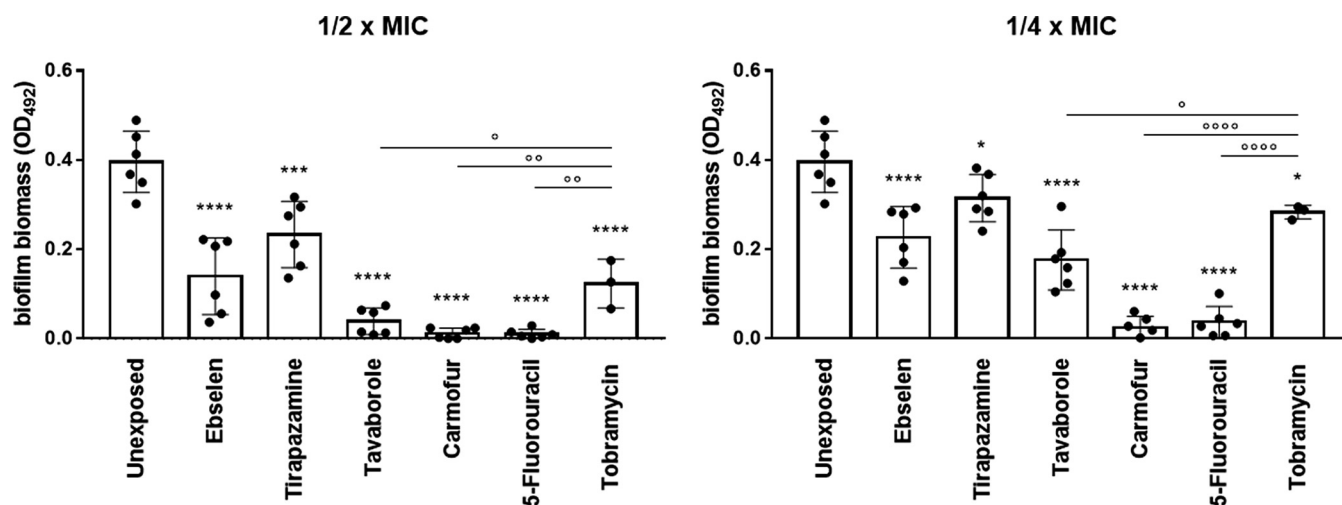 1/2 x MIC
biofilm biomass (OD492)
0.6
0.4
0.2
0.0
****
***
****
****
****
****
°
°°
°°
Unexposed
Ebselen
Tirapazamine
Tavaborole
Carmofur
5-Fluorouracil
Tobramycin
1/4 x MIC
biofilm biomass (OD492)
0.6
0.4
0.2
0.0
****
*
****
****
****
*
°
°°°°
°°°°
Unexposed
Ebselen
Tirapazamine
Tavaborole
Carmofur
5-Fluorouracil
Tobramycin